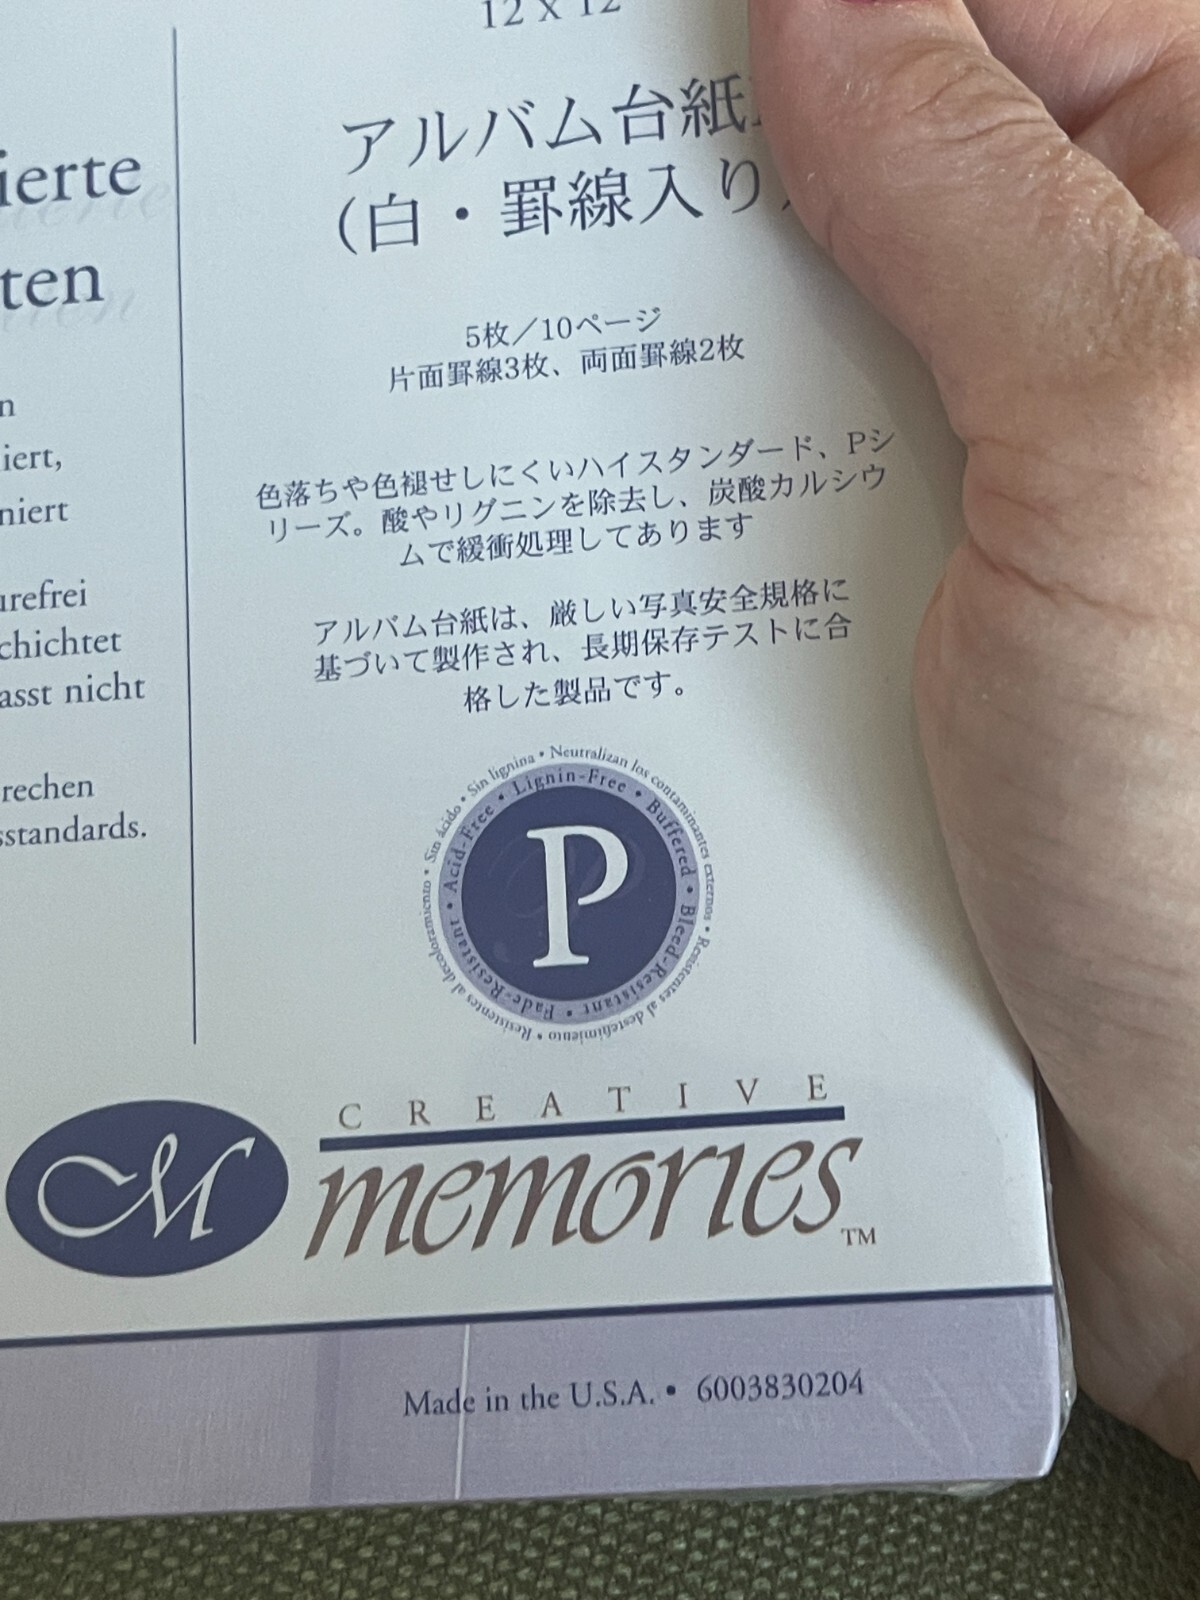 ierte
ten
n
iert,
niert
urefrei
chichtet
asst nicht
rechen
sstandards.
12 x 12
アルバム台紙
(白・罫線入り
5枚／10ページ
片面罫線3枚、両面罫線2枚
色落ちや色褪せしにくいハイスタンダード、Pシ
リーズ。酸やリグニンを除去し、炭酸カルシウ
ムで緩衝処理してあります
アルバム台紙は、厳しい写真安全規格に
基づいて製作され、長期保存テストに合
格した製品です。
Sin ácido • Sin lignina • Neutralizan los contaminantes externos • Resistentes al desteñimiento • Resistentes al decoloramiento •
Acid-Free • Lignin-Free • Buffered • Bleed-Resistant • Fade-Resistant •
P
M
CREATIVE
memories™
Made in the U.S.A. • 6003830204